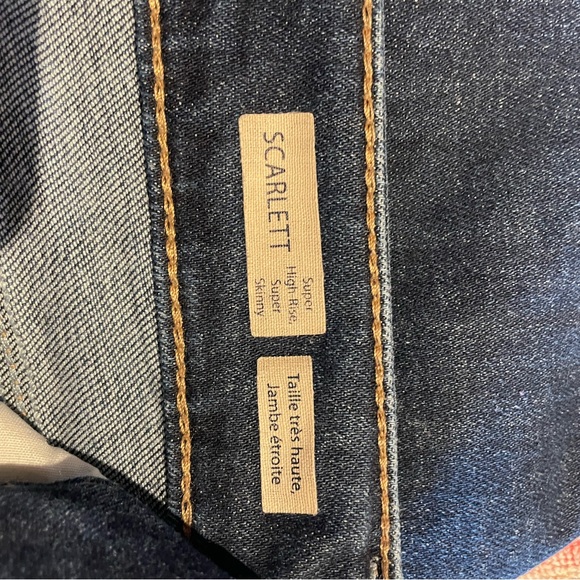 SCARLETT
Super
High-Rise,
Super
Skinny
Taille très haute,
Jambe étroite